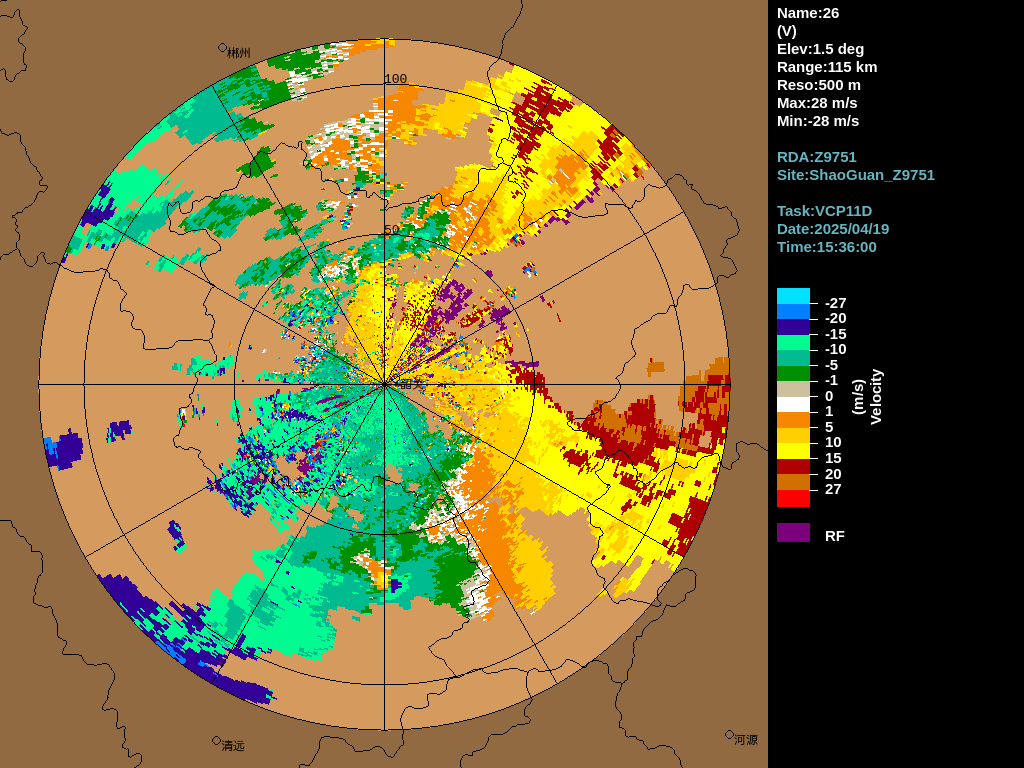 郴州
100
50
韶关
清远
河源
Name:26
(V)
Elev:1.5 deg
Range:115 km
Reso:500 m
Max:28 m/s
Min:-28 m/s
RDA:Z9751
Site:ShaoGuan_Z9751
Task:VCP11D
Date:2025/04/19
Time:15:36:00
-27
-20
-15
-10
-5
-1
0
1
5
10
15
20
27
(m/s)
Velocity
RF